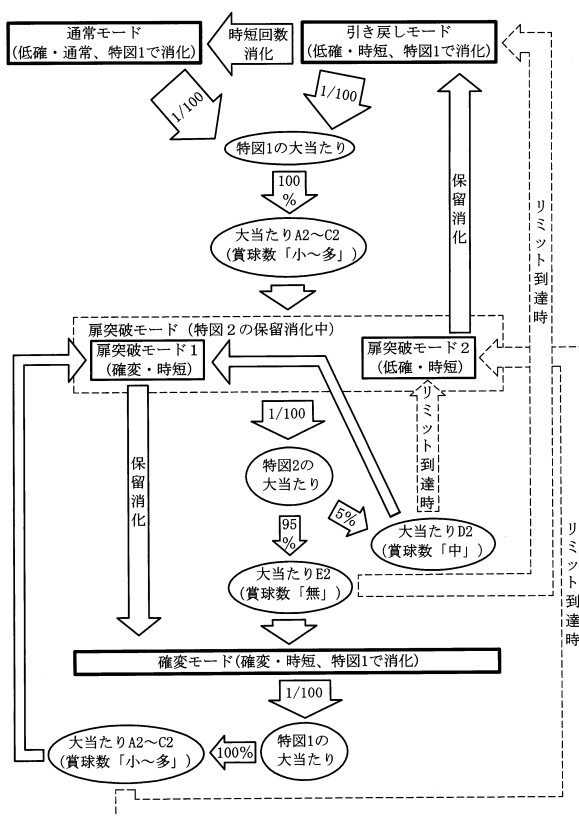 通常モード
(低確・通常、特図1で消化)
時短回数
消化
引き戻しモード
(低確・時短、特図1で消化)
1/100
1/100
特図1の大当たり
100
%
大当たりA2～C2
(賞球数「小～多」)
保留消化
リミット到達時
扉突破モード（特図２の保留消化中）
扉突破モード１
(確変・時短)
扉突破モード２
(低確・時短)
1/100
リミット到達時
保留消化
特図2の
大当たり
5%
95
%
大当たりD2
(賞球数「中」)
リミット到達時
大当たりE2
(賞球数「無」)
確変モード(確変・時短、特図1で消化)
1/100
大当たりA2～C2
(賞球数「小～多」)
100%
特図1の
大当たり